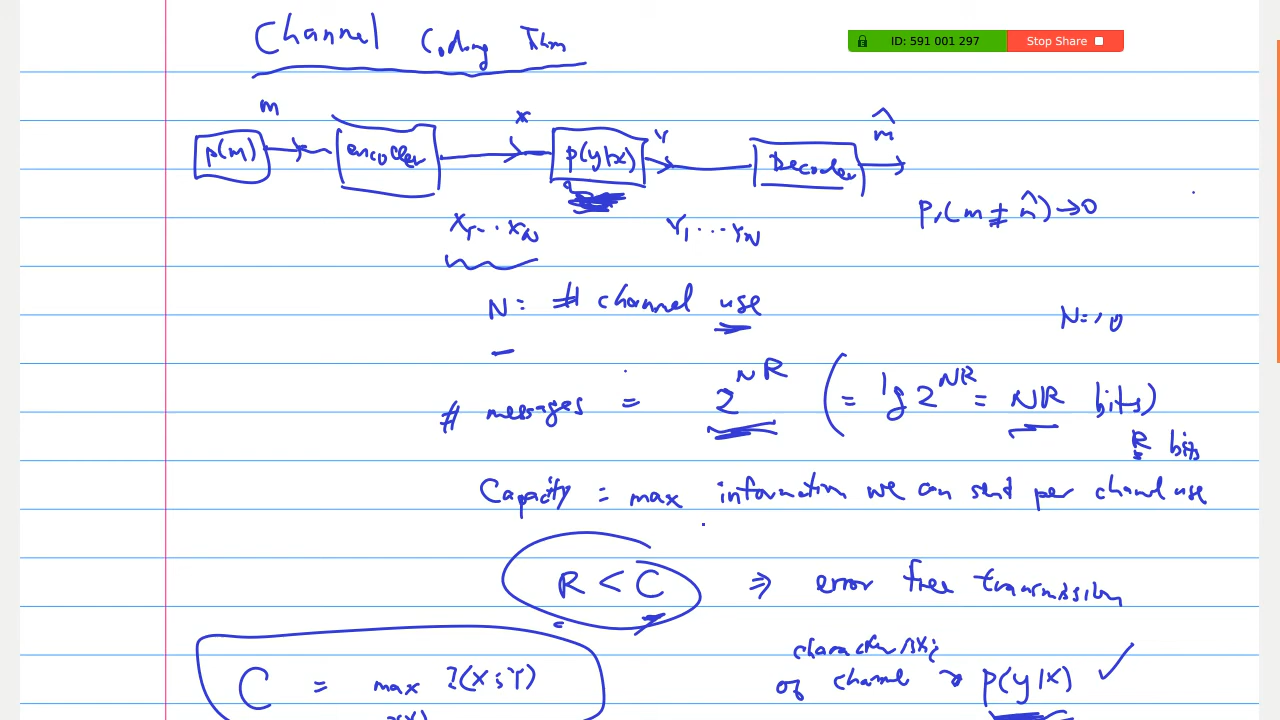 Channel Coding Thm
ID: 591 001 297
Stop Share
m
x
Y
m̂
p(m)
encoder
p(y|x)
Decoder
Pr(m ≠ m̂) → 0
X1 ·· XN
Y1 ··· YN
N: # channel use
# messages = 2^NR ( = lg 2^NR = NR bits)
R bits
Capacity = max information we can sent per channel use
R < C ⇒ error free transmission
C = max I(X;Y)
p(x)
of channel → p(y|x) ✓